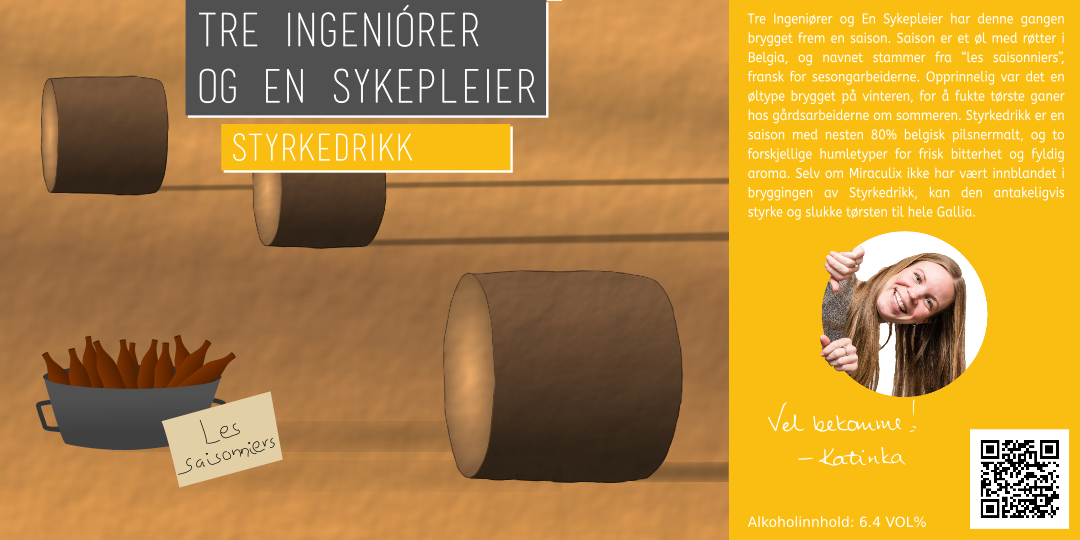 TRE INGENIÓRER
OG EN SYKEPLEIER
STYRKEDRIKK
Les
saisonniers
Tre Ingeniører og En Sykepleier har denne gangen
brygget frem en saison. Saison er et øl med røtter i
Belgia, og navnet stammer fra “les saisonniers”,
fransk for sesongarbeiderne. Opprinnelig var det en
øltype brygget på vinteren, for å fukte tørste ganer
hos gårdsarbeiderne om sommeren. Styrkedrikk er en
saison med nesten 80% belgisk pilsnermalt, og to
forskjellige humletyper for frisk bitterhet og fyldig
aroma. Selv om Miraculix ikke har vært innblandet i
bryggingen av Styrkedrikk, kan den antakeligvis
styrke og slukke tørsten til hele Gallia.
Vel bekomme!
– Katinka
Alkoholinnhold: 6.4 VOL%